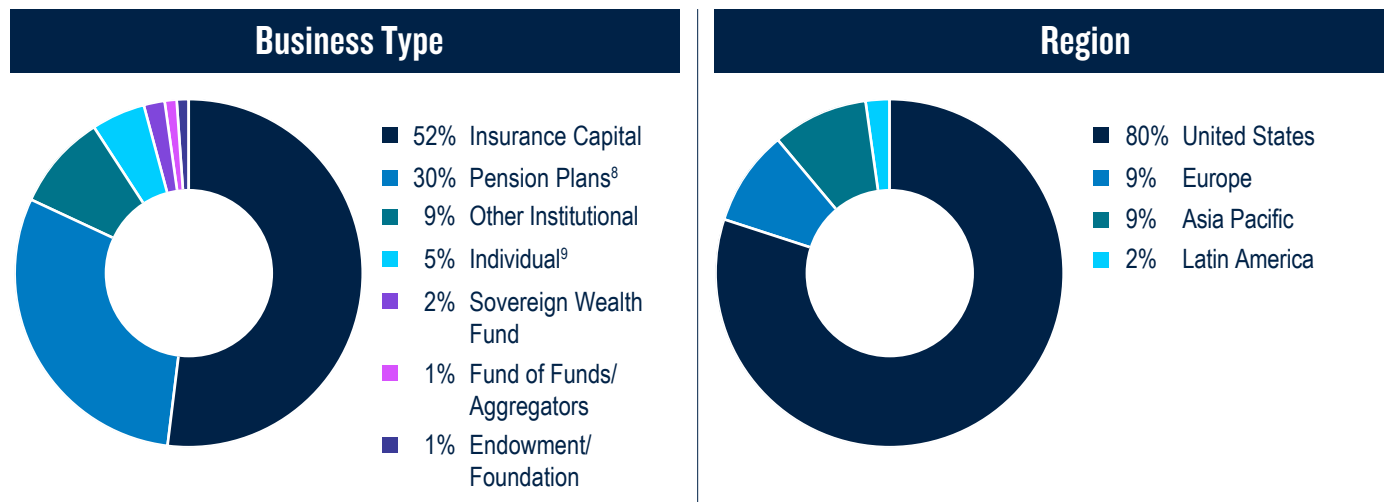 Business Type
52% Insurance Capital
30% Pension Plans⁸
9% Other Institutional
5% Individual⁹
2% Sovereign Wealth
Fund
1% Fund of Funds/
Aggregators
1% Endowment/
Foundation
Region
80% United States
9% Europe
9% Asia Pacific
2% Latin America